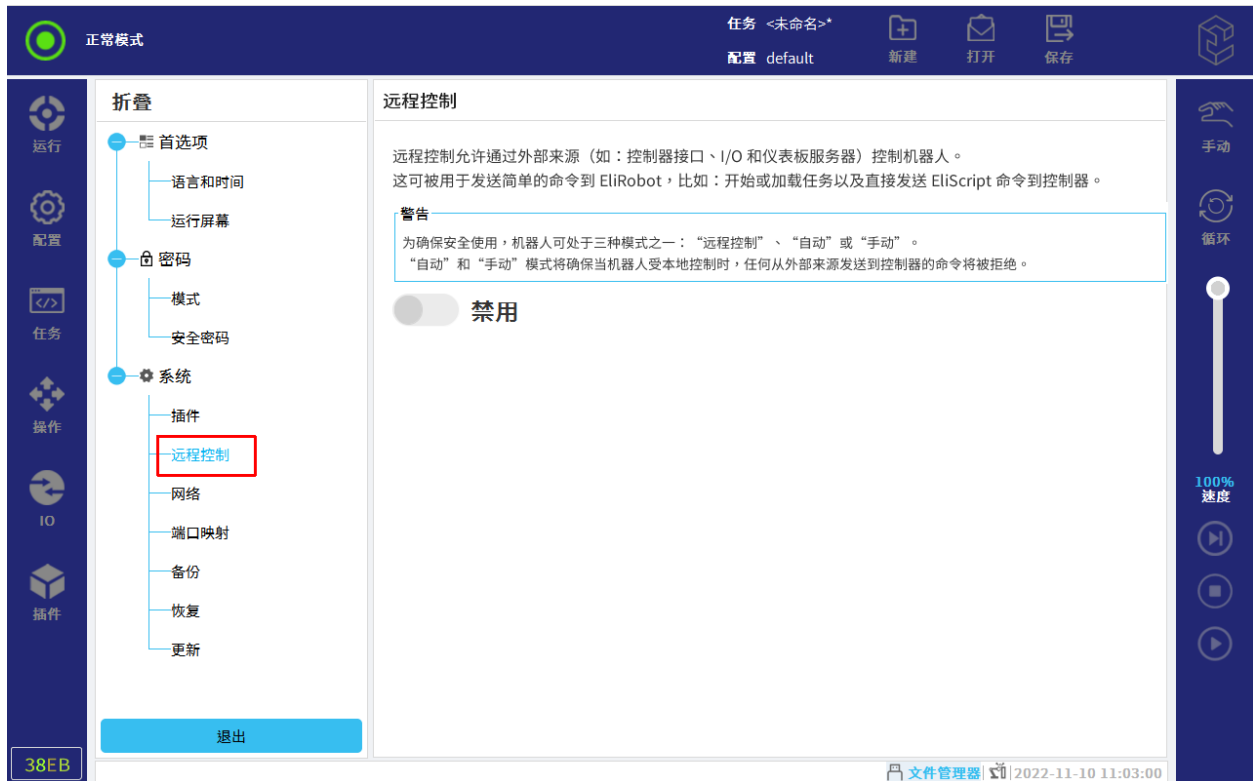 正常模式
任务 <未命名>*
配置 default
新建
打开
保存
运行
配置
任务
操作
IO
插件
38EB
折叠
首选项
语言和时间
运行屏幕
密码
模式
安全密码
系统
插件
远程控制
网络
端口映射
备份
恢复
更新
退出
远程控制
远程控制允许通过外部来源（如：控制器接口、I/O 和仪表板服务器）控制机器人。
这可被用于发送简单的命令到 EliRobot，比如：开始或加载任务以及直接发送 EliScript 命令到控制器。
警告
为确保安全使用，机器人可处于三种模式之一：“远程控制”、“自动”或“手动”。
“自动”和“手动”模式将确保当机器人受本地控制时，任何从外部来源发送到控制器的命令将被拒绝。
禁用
手动
循环
100%
速度
文件管理器
2022-11-10 11:03:00